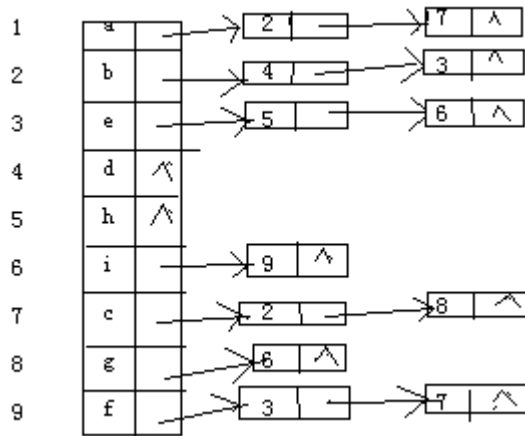 1 a 2 7 ^
2 b 4 3 ^
3 e 5 6 ^
4 d ^
5 h ^
6 i 9 ^
7 c 2 8 ^
8 g 6 ^
9 f 3 7 ^